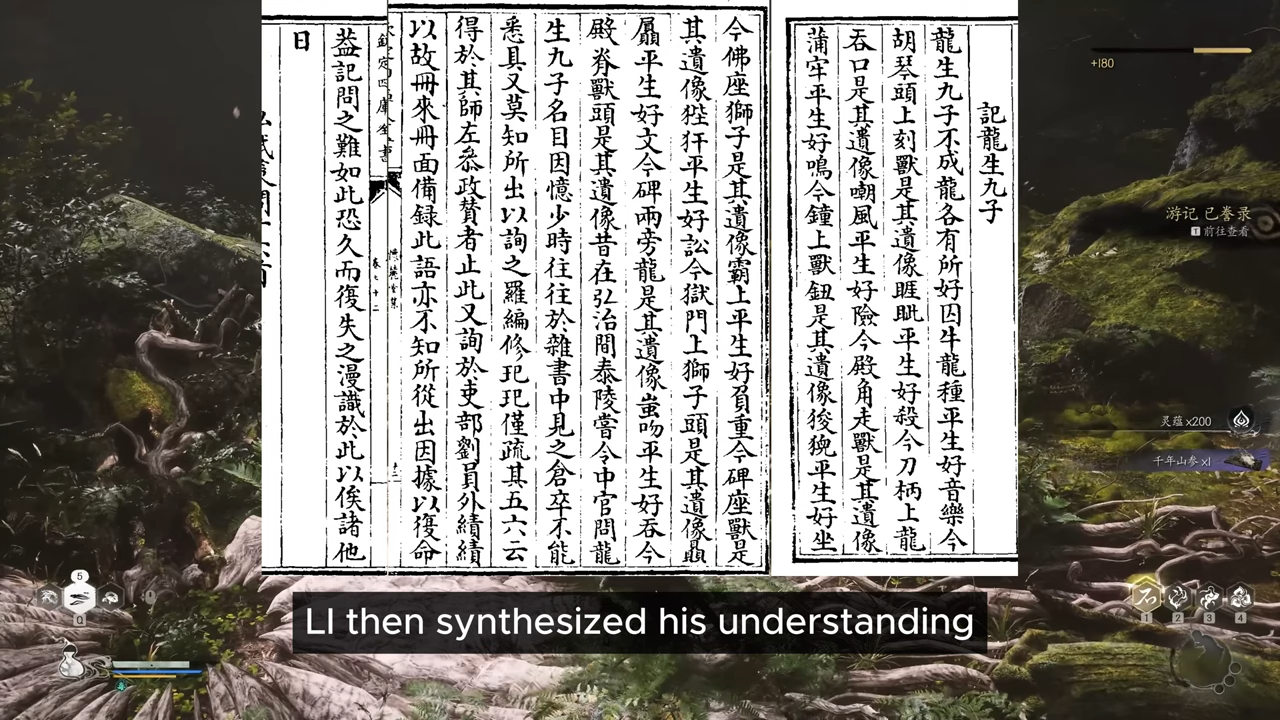 記龍生九子
龍生九子不成龍各有所好囚牛龍種平生好音樂今
胡琴頭上刻獸是其遺像睚眦平生好殺今刀柄上龍
吞口是其遺像嘲風平生好險今殿角走獸是其遺像
蒲牢平生好鳴今鐘上獸鈕是其遺像狻猊平生好坐
今佛座獅子是其遺像霸上平生好負重今碑座獸是
其遺像狴犴平生好訟今獄門上獅子頭是其遺像贔
屭平生好文今碑兩旁龍是其遺像蚩吻平生好吞今
殿脊獸頭是其遺像昔在弘治間泰陵嘗令中官問龍
生九子名目因憶少時往往於雜書中見之倉卒不能
悉具又莫知所出以詢之羅編修玘玘僅疏其五六云
得於其師左叅政賛者止此又詢於吏部劉員外績績
以故冊來冊面備録此語亦不知所從出因據以復命
欽定四庫全書
卷七十二
葢記問之難如此恐久而復失之漫識於此以俟諸他
日
+180
游记 已誊录
T 前往查看
灵蕴 x200
千年山参 x1
5
Q
1 2 3 4
LI then synthesized his understanding